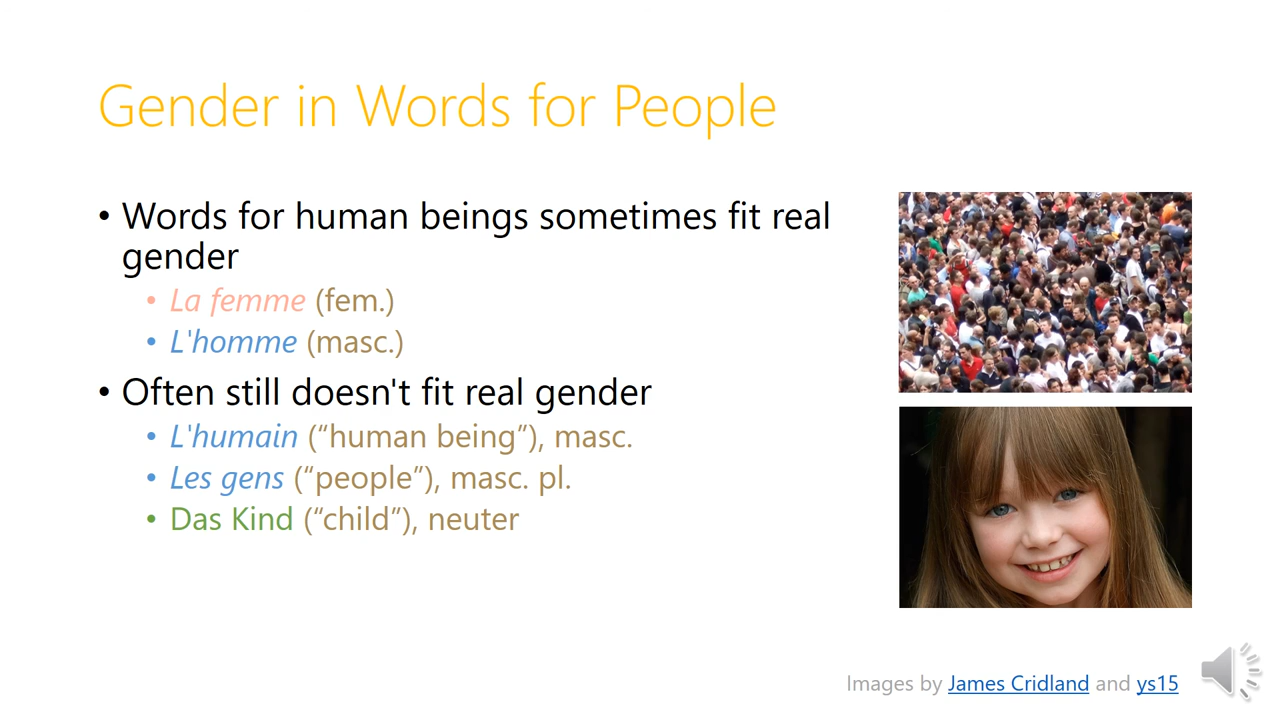 Gender in Words for People
• Words for human beings sometimes fit real
gender
• La femme (fem.)
• L'homme (masc.)
• Often still doesn't fit real gender
• L'humain (“human being”), masc.
• Les gens (“people”), masc. pl.
• Das Kind (“child”), neuter
Images by James Cridland and ys15